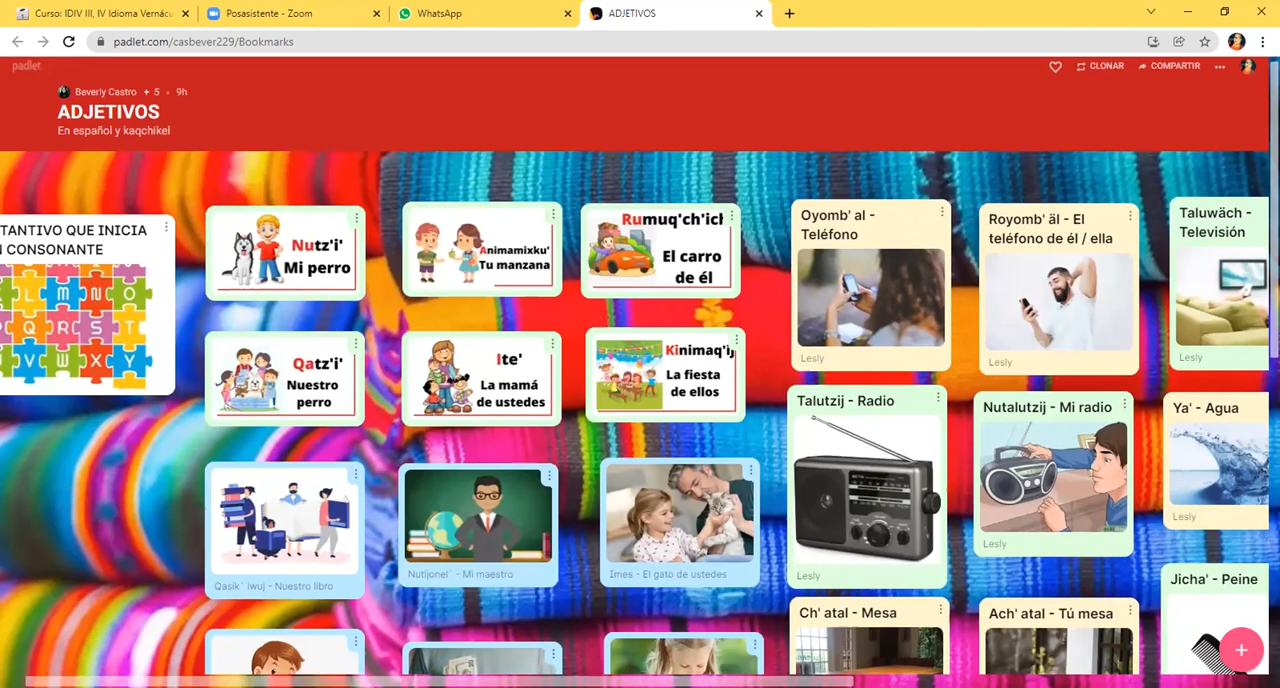 Curso: IDIV III, IV Idioma Vernácu
Posasistente - Zoom
WhatsApp
ADJETIVOS
padlet.com/casbever229/Bookmarks
padlet
CLONAR
COMPARTIR
Beverly Castro + 5 • 9h
ADJETIVOS
En español y kaqchikel
TANTIVO QUE INICIA
N CONSONANTE
L M Ñ O
Q R S T
V W X Y
Nutz'i'
Mi perro
Animamixku'
Tu manzana
Rumuq'ch'ich
El carro
de él
Qatz'i'
Nuestro
perro
Ite'
La mamá
de ustedes
Kinimaq'ij
La fiesta
de ellos
Qasik´ iwuj - Nuestro libro
Nutijonel´ - Mi maestro
Imes - El gato de ustedes
Oyomb' al -
Teléfono
Lesly
Royomb' äl - El
teléfono de él / ella
Lesly
Taluwäch -
Televisión
Lesly
Talutzij - Radio
Lesly
Nutalutzij - Mi radio
Lesly
Ya' - Agua
Lesly
Ch' atal - Mesa
Ach' atal - Tú mesa
Jicha' - Peine